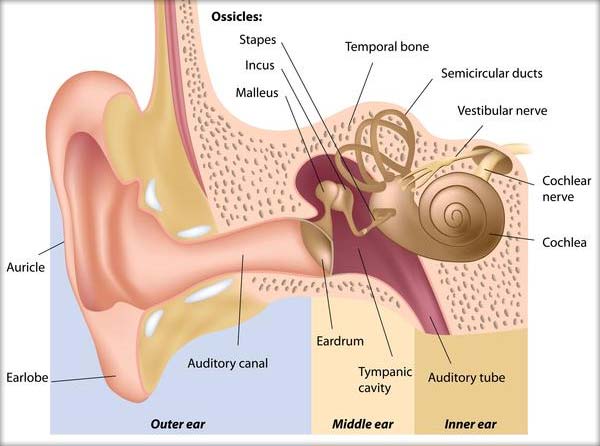 Ossicles:
Stapes
Incus
Malleus
Temporal bone
Semicircular ducts
Vestibular nerve
Cochlear
nerve
Cochlea
Auricle
Earlobe
Auditory canal
Eardrum
Tympanic
cavity
Auditory tube
Outer ear
Middle ear
Inner ear